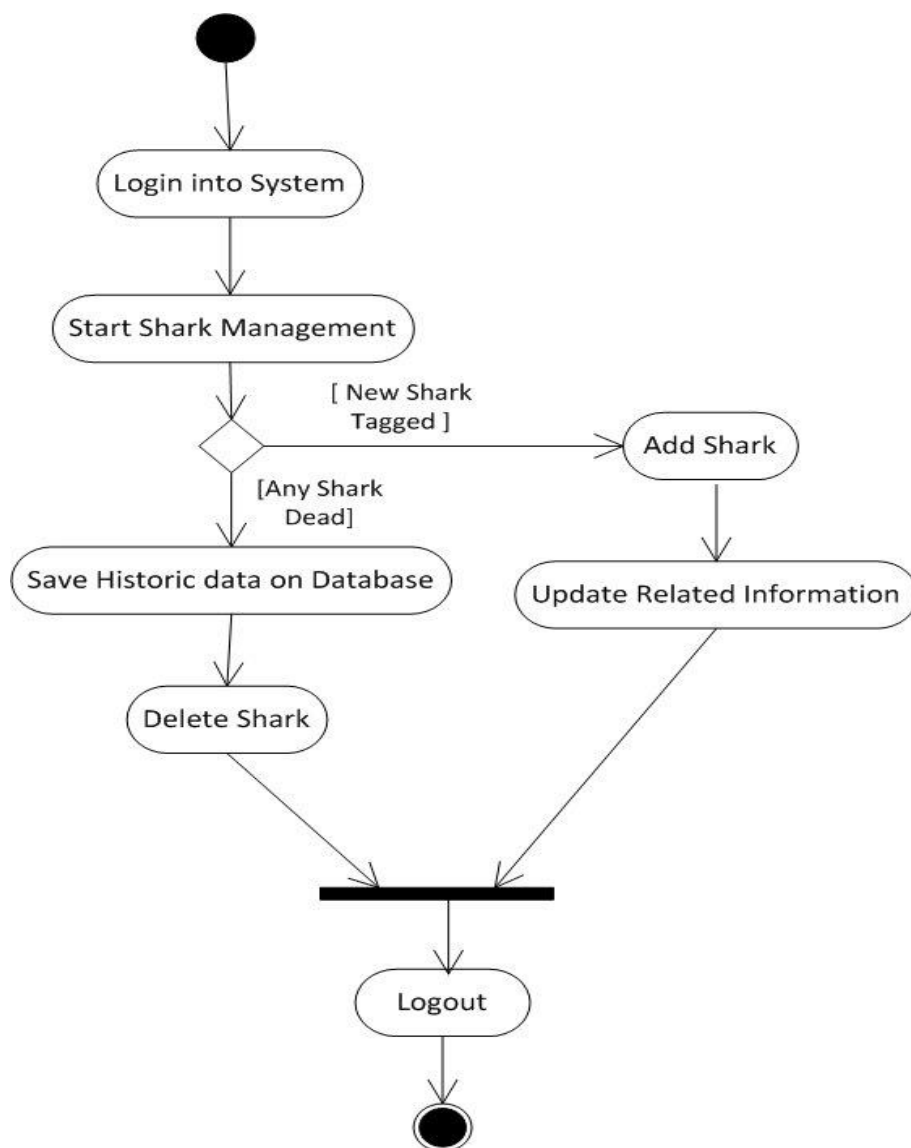 Login into System
Start Shark Management
[ New Shark
Tagged ]
Add Shark
[Any Shark
Dead]
Save Historic data on Database
Update Related Information
Delete Shark
Logout